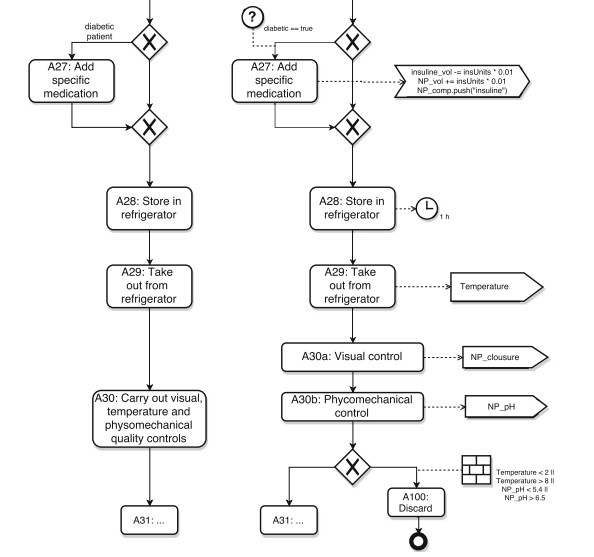 diabetic
patient
A27: Add
specific
medication
A28: Store in
refrigerator
A29: Take
out from
refrigerator
A30: Carry out visual,
temperature and
physomechanical
quality controls
A31: ...
?
diabetic == true
A27: Add
specific
medication
insuline_vol -= insUnits * 0.01
NP_vol += insUnits * 0.01
NP_comp.push("insuline")
A28: Store in
refrigerator
1 h
A29: Take
out from
refrigerator
Temperature
A30a: Visual control
NP_clousure
A30b: Phycomechanical
control
NP_pH
Temperature < 2 ||
Temperature > 8 ||
NP_pH < 5.4 ||
NP_pH > 6.5
A31: ...
A100:
Discard